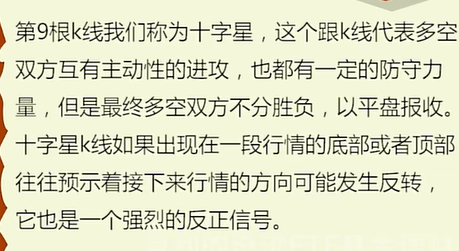 第9根k线我们称为十字星，这个跟k线代表多空
双方互有主动性的进攻，也都有一定的防守力
量，但是最终多空双方不分胜负，以平盘报收。
十字星k线如果出现在一段行情的底部或者顶部
往往预示着接下来行情的方向可能发生反转，
它也是一个强烈的反正信号。